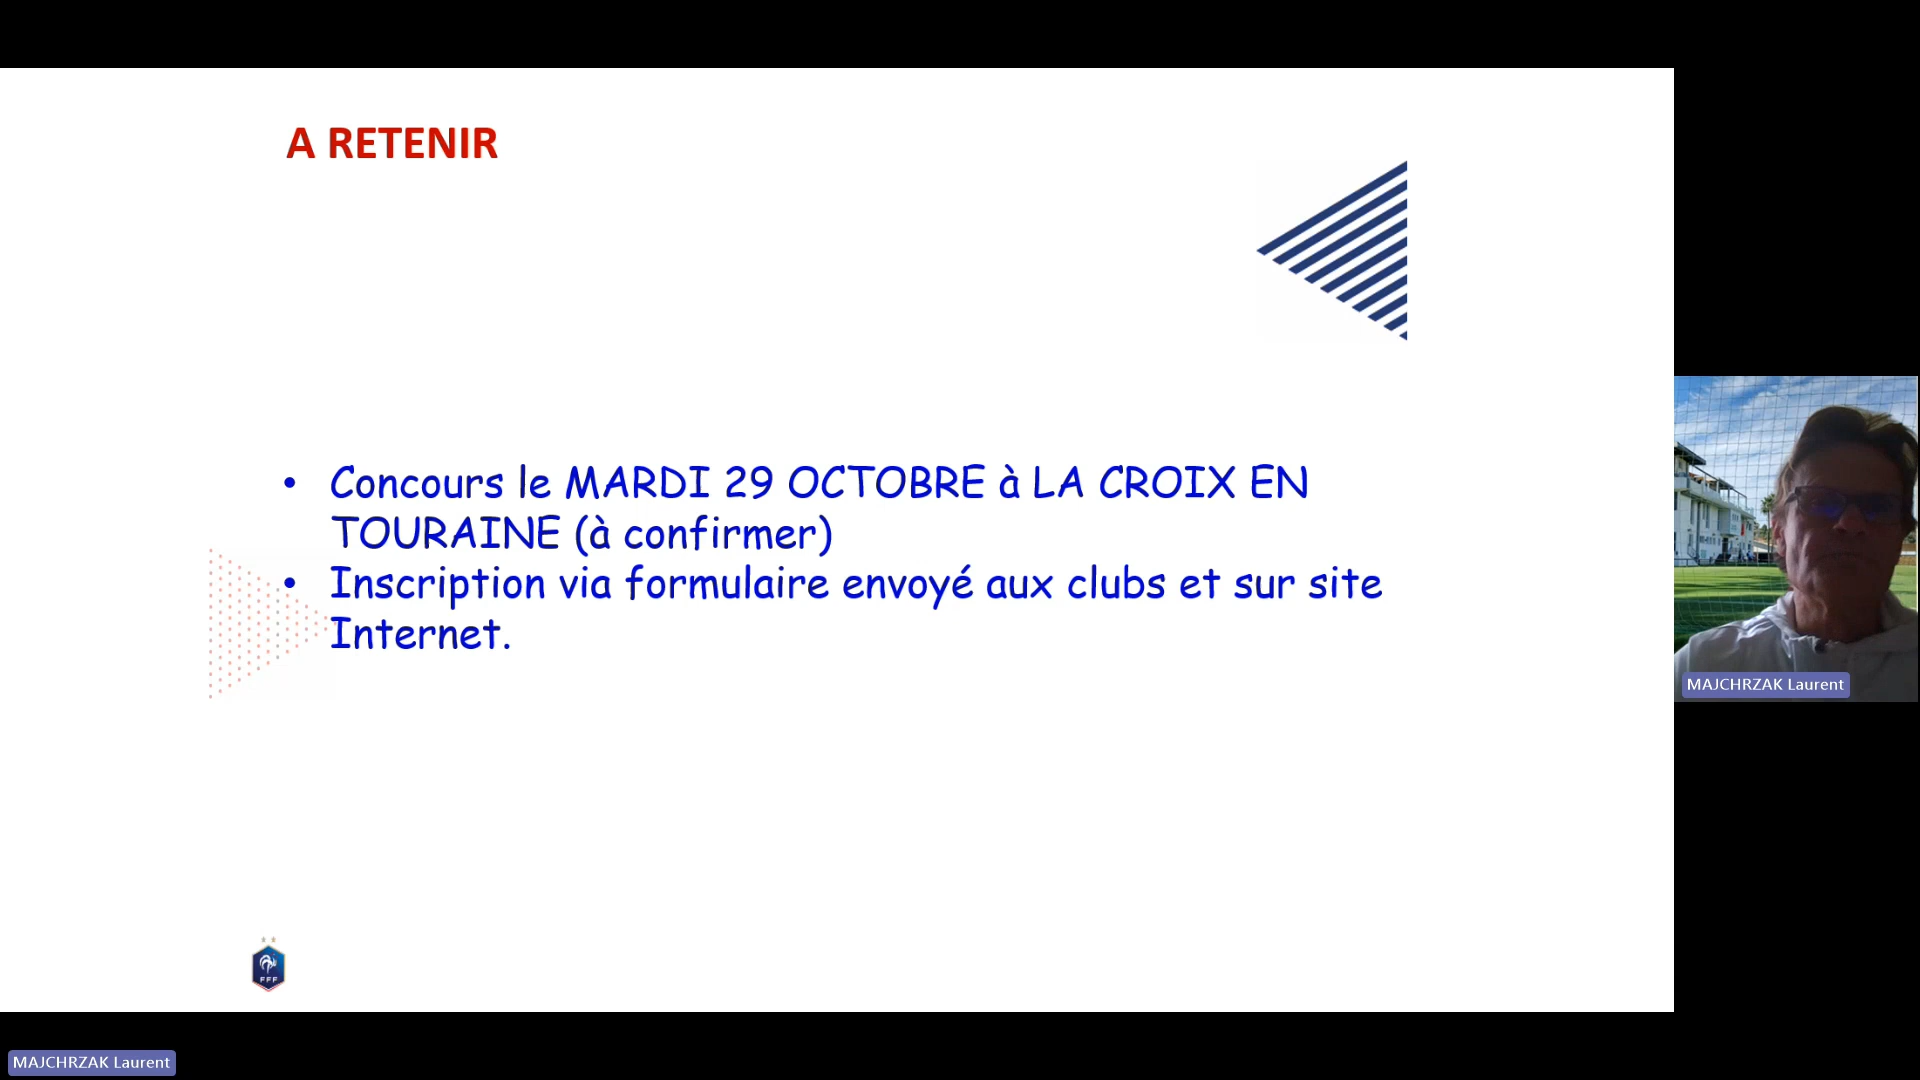 A RETENIR
• Concours le MARDI 29 OCTOBRE à LA CROIX EN
TOURAINE (à confirmer)
• Inscription via formulaire envoyé aux clubs et sur site
Internet.
FFF
MAJCHRZAK Laurent
MAJCHRZAK Laurent